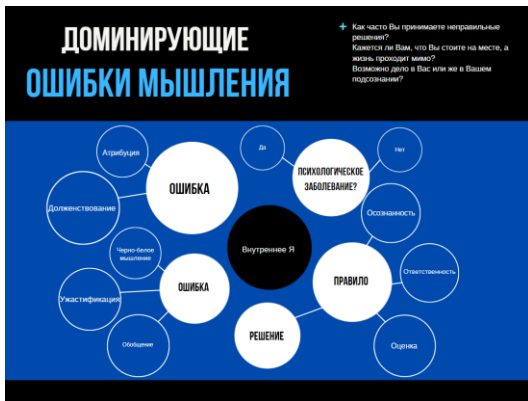 ДОМИНИРУЮЩИЕ
ОШИБКИ МЫШЛЕНИЯ
+ Как часто Вы принимаете неправильные
решения?
Кажется ли Вам, что Вы стоите на месте, а
жизнь проходит мимо?
Возможно дело в Вас или же в Вашем
подсознании?
Атрибуция
Долженствование
ОШИБКА
Да
Нет
ПСИХОЛОГИЧЕСКОЕ
ЗАБОЛЕВАНИЕ?
Осознанность
Черно-белое
мышление
Внутреннее Я
Ужастификация
ОШИБКА
ПРАВИЛО
Ответственность
Обобщение
РЕШЕНИЕ
Оценка